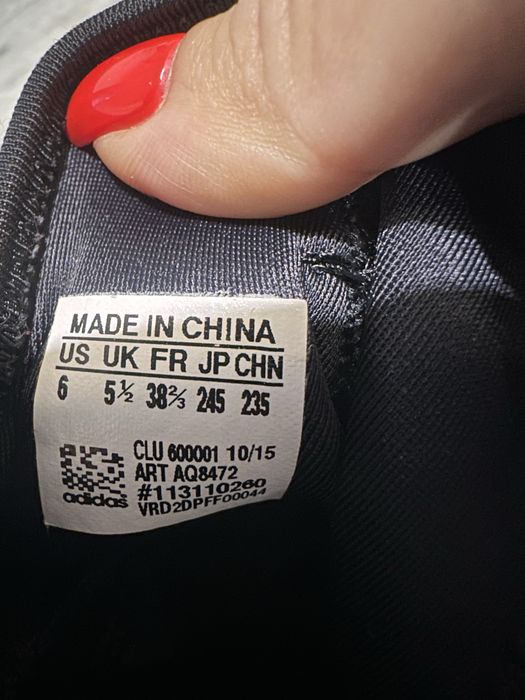 MADE IN CHINA
US UK FR JP CHN
6 5½ 38⅔ 245 235
CLU 600001 10/15
ART AQ8472
#113110260
adidas VRD2DPFF00044